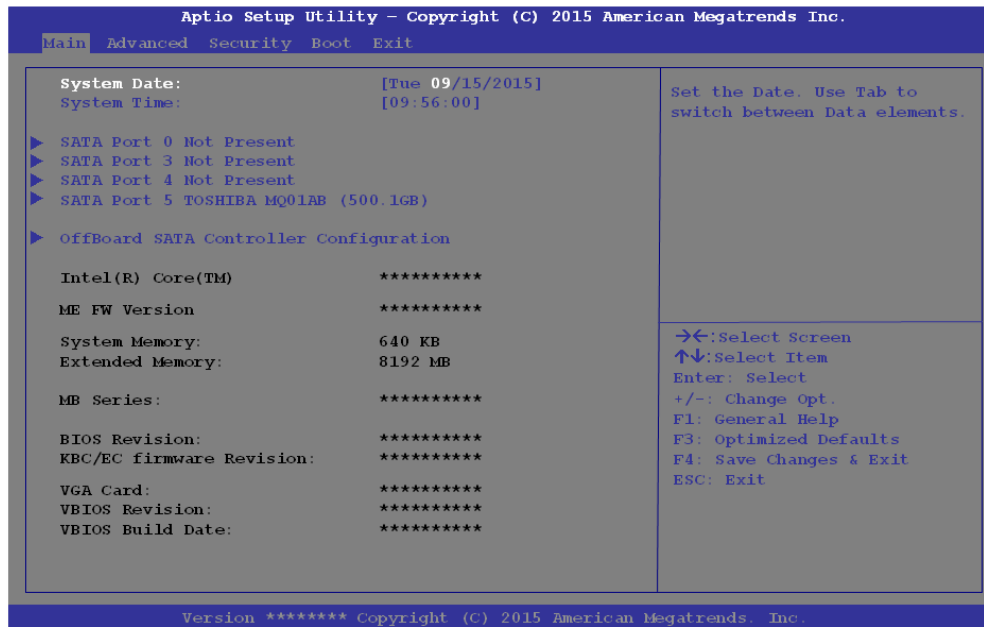 Aptio Setup Utility – Copyright (C) 2015 American Megatrends Inc.
Main Advanced Security Boot Exit
System Date: [Tue 09/15/2015]
System Time: [09:56:00]
SATA Port 0 Not Present
SATA Port 3 Not Present
SATA Port 4 Not Present
SATA Port 5 TOSHIBA MQ01AB (500.1GB)
OffBoard SATA Controller Configuration
Intel(R) Core(TM) **********
ME FW Version **********
System Memory: 640 KB
Extended Memory: 8192 MB
MB Series: **********
BIOS Revision: **********
KBC/EC firmware Revision: **********
VGA Card: **********
VBIOS Revision: **********
VBIOS Build Date: **********
Set the Date. Use Tab to
switch between Data elements.
→←:Select Screen
↑↓:Select Item
Enter: Select
+/-: Change Opt.
F1: General Help
F3: Optimized Defaults
F4: Save Changes & Exit
ESC: Exit
Version ******** Copyright (C) 2015 American Megatrends. Inc.